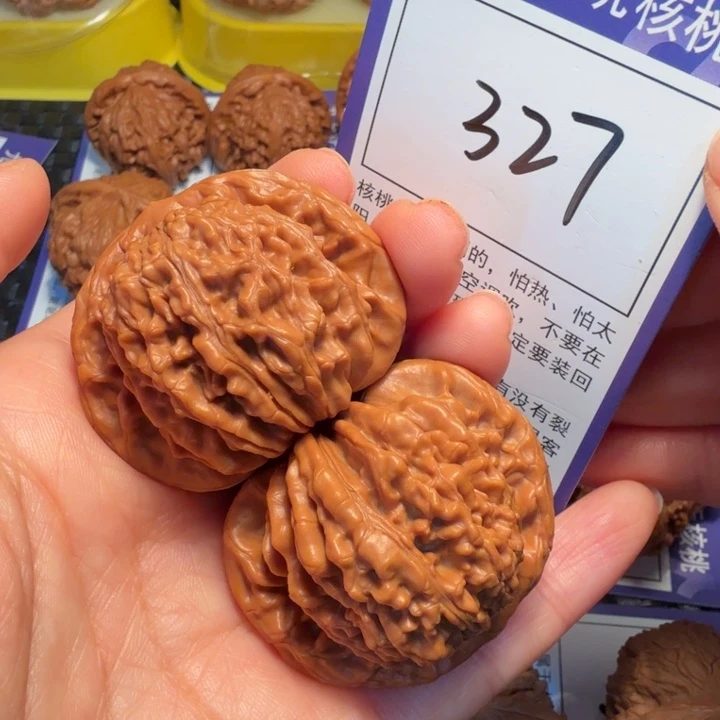 核桃
327
核桃
的，怕热、怕太
空调吹，不要在
定要装回
有没有裂
客
核桃